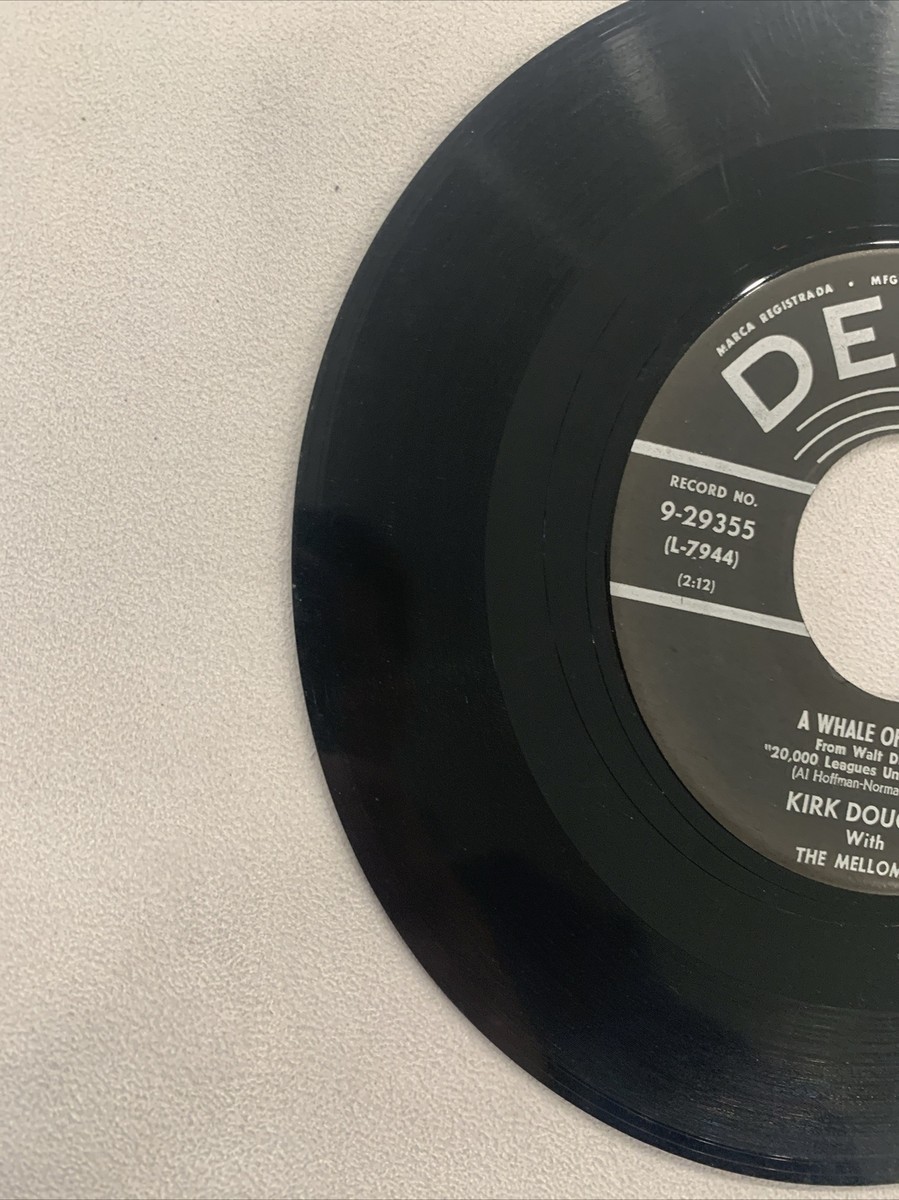 MARCA REGISTRADA • MFG
DE
RECORD NO.
9-29355
(L-7944)
(2:12)
A WHALE OF
From Walt D
"20,000 Leagues Un
(Al Hoffman-Norma
KIRK DOUG
With
THE MELLOM